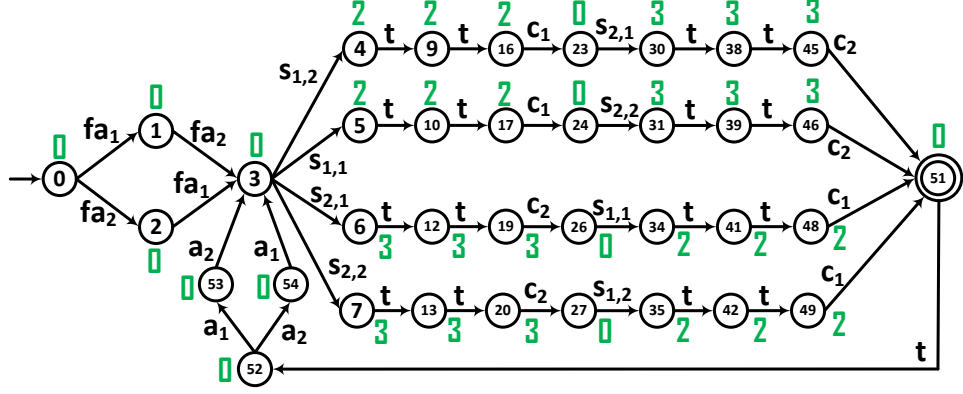 2 2 2 0 3 3 3
4 t 9 t 16 c1 23 s2,1 30 t 38 t 45 c2
s1,2
2 2 2 0 3 3 3
5 t 10 t 17 c1 24 s2,2 31 t 39 t 46 c2
s1,1
0 fa1 0 1 fa2 0 0
0 3 51
fa2 2 fa1 0
s2,1
6 t 12 t 19 c2 26 s1,1 34 t 41 t 48 c1
3 3 3 0 2 2 2
s2,2
a2 a1
0 53 0 54
7 t 13 t 20 c2 27 s1,2 35 t 42 t 49 c1
3 3 3 0 2 2 2
a1 a2
0 52 t